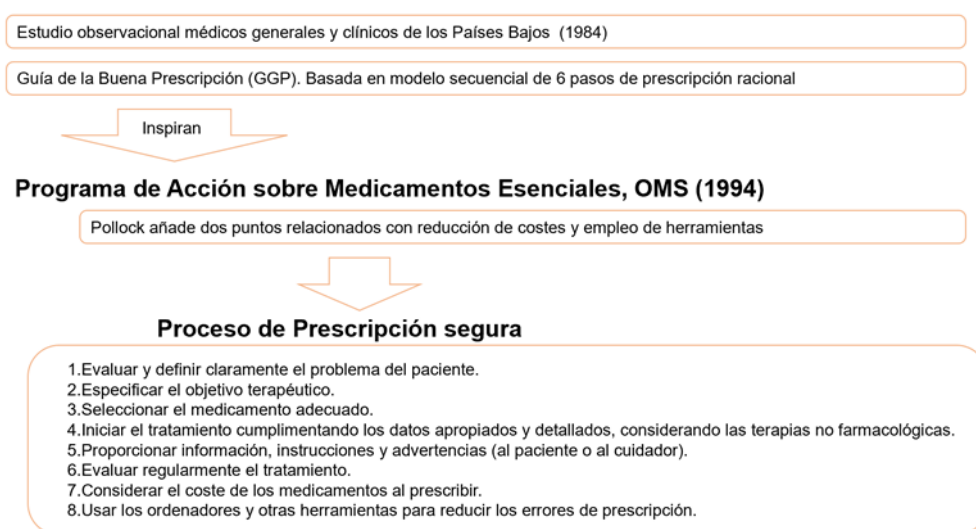 Estudio observacional médicos generales y clínicos de los Países Bajos (1984)
Guía de la Buena Prescripción (GGP). Basada en modelo secuencial de 6 pasos de prescripción racional
Inspiran
Programa de Acción sobre Medicamentos Esenciales, OMS (1994)
Pollock añade dos puntos relacionados con reducción de costes y empleo de herramientas
Proceso de Prescripción segura
1.Evaluar y definir claramente el problema del paciente.
2.Especificar el objetivo terapéutico.
3.Seleccionar el medicamento adecuado.
4.Iniciar el tratamiento cumplimentando los datos apropiados y detallados, considerando las terapias no farmacológicas.
5.Proporcionar información, instrucciones y advertencias (al paciente o al cuidador).
6.Evaluar regularmente el tratamiento.
7.Considerar el coste de los medicamentos al prescribir.
8.Usar los ordenadores y otras herramientas para reducir los errores de prescripción.